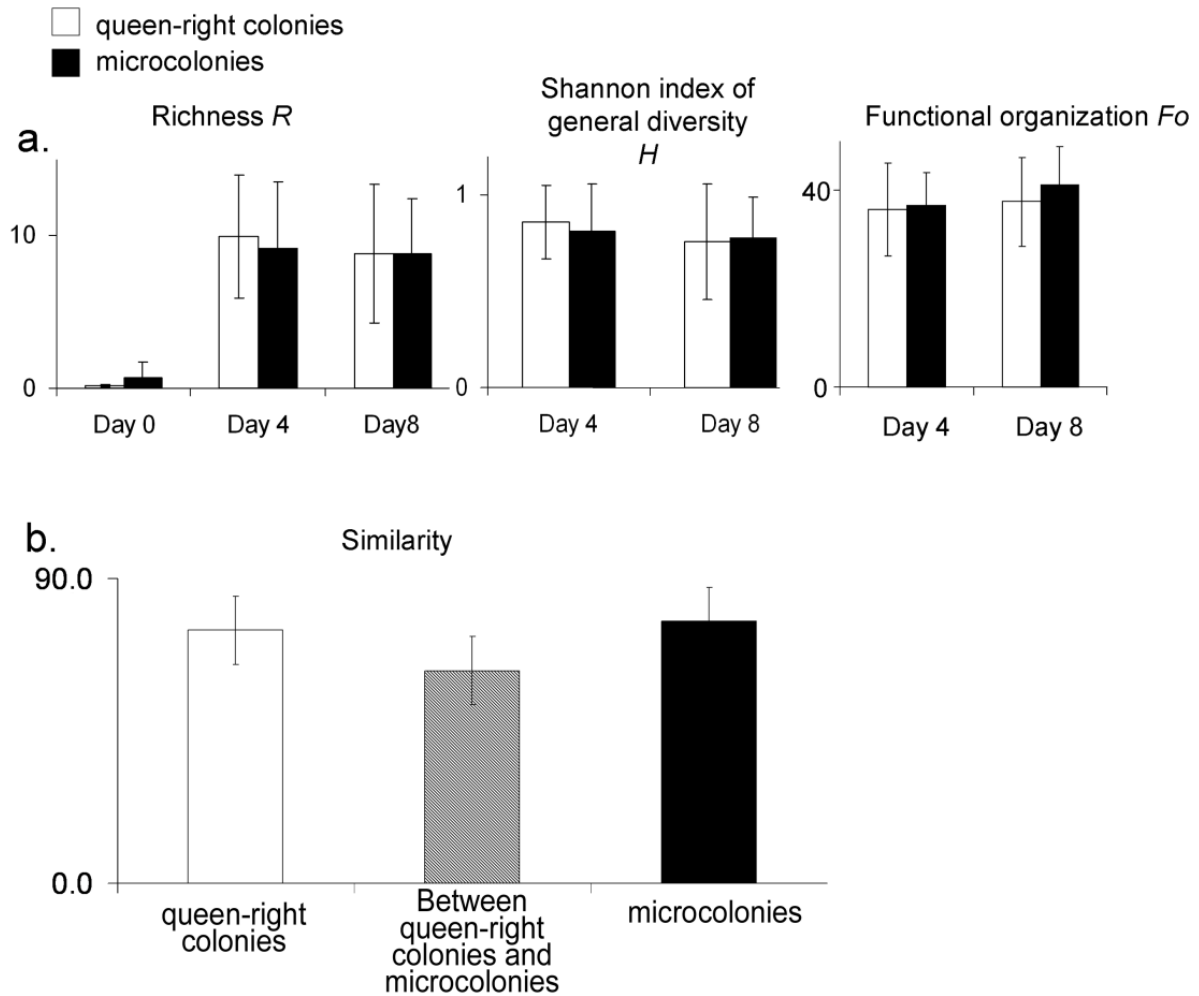 queen-right colonies
microcolonies
a.
Richness R
10
0
Day 0
Day 4
Day8
Shannon index of
general diversity
H
1
0
Day 4
Day 8
Functional organization Fo
40
0
Day 4
Day 8
b.
Similarity
90.0
0.0
queen-right
colonies
Between
queen-right
colonies and
microcolonies
microcolonies